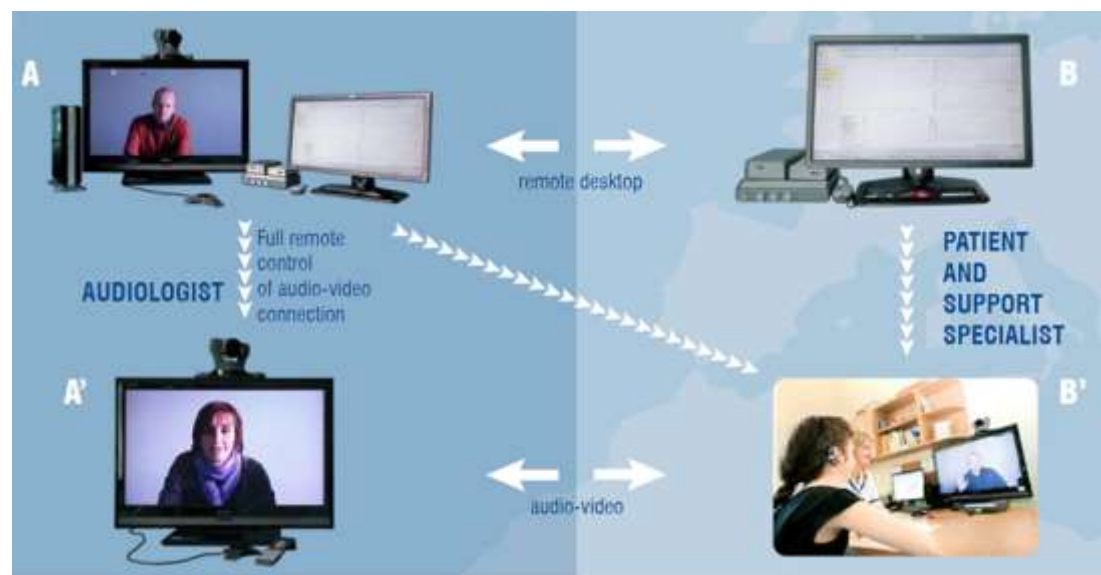 A
B
remote desktop
Full remote
control
of audio-video
connection
AUDIOLOGIST
PATIENT
AND
SUPPORT
SPECIALIST
A'
B'
audio-video